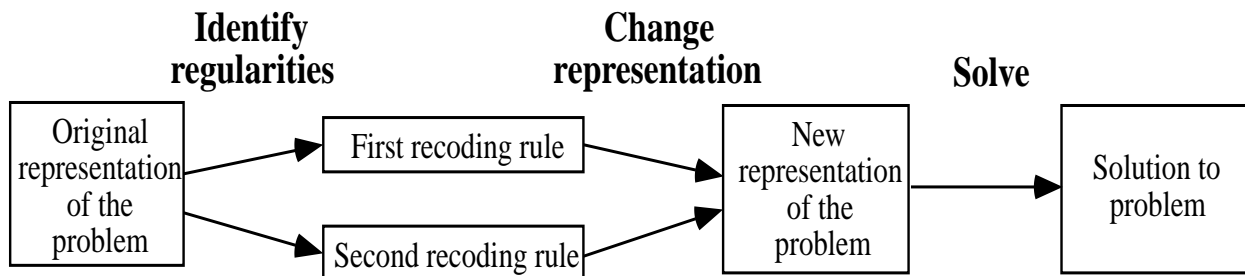 Identify
regularities
Change
representation
Solve
Original
representation
of the
problem
First recoding rule
Second recoding rule
New
representation
of the
problem
Solution to
problem